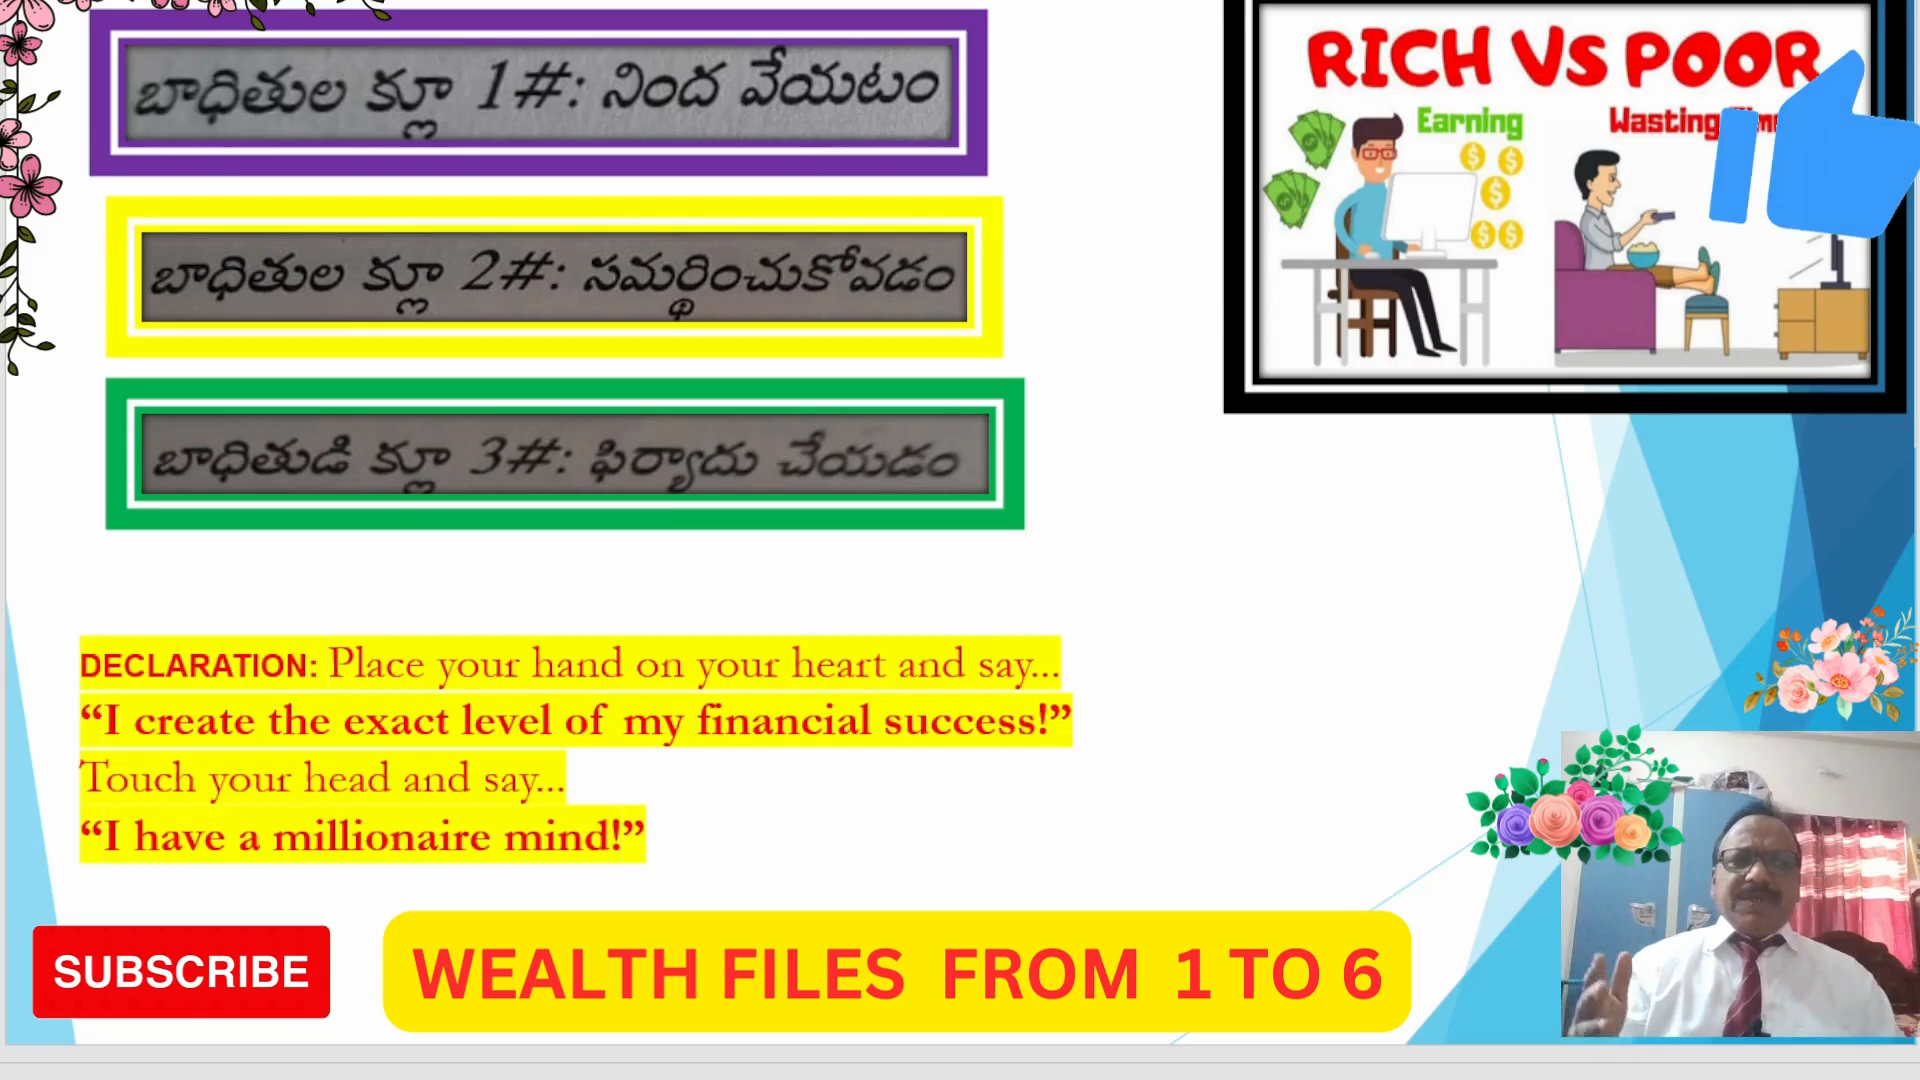 బాధితుల క్లూ 1#: నింద వేయటం
బాధితుల క్లూ 2#: సమర్థించుకోవడం
బాధితుడి క్లూ 3#: ఫిర్యాదు చేయడం
RICH Vs POOR
Earning
Wasting
DECLARATION: Place your hand on your heart and say...
“I create the exact level of my financial success!”
Touch your head and say...
“I have a millionaire mind!”
SUBSCRIBE
WEALTH FILES FROM 1 TO 6